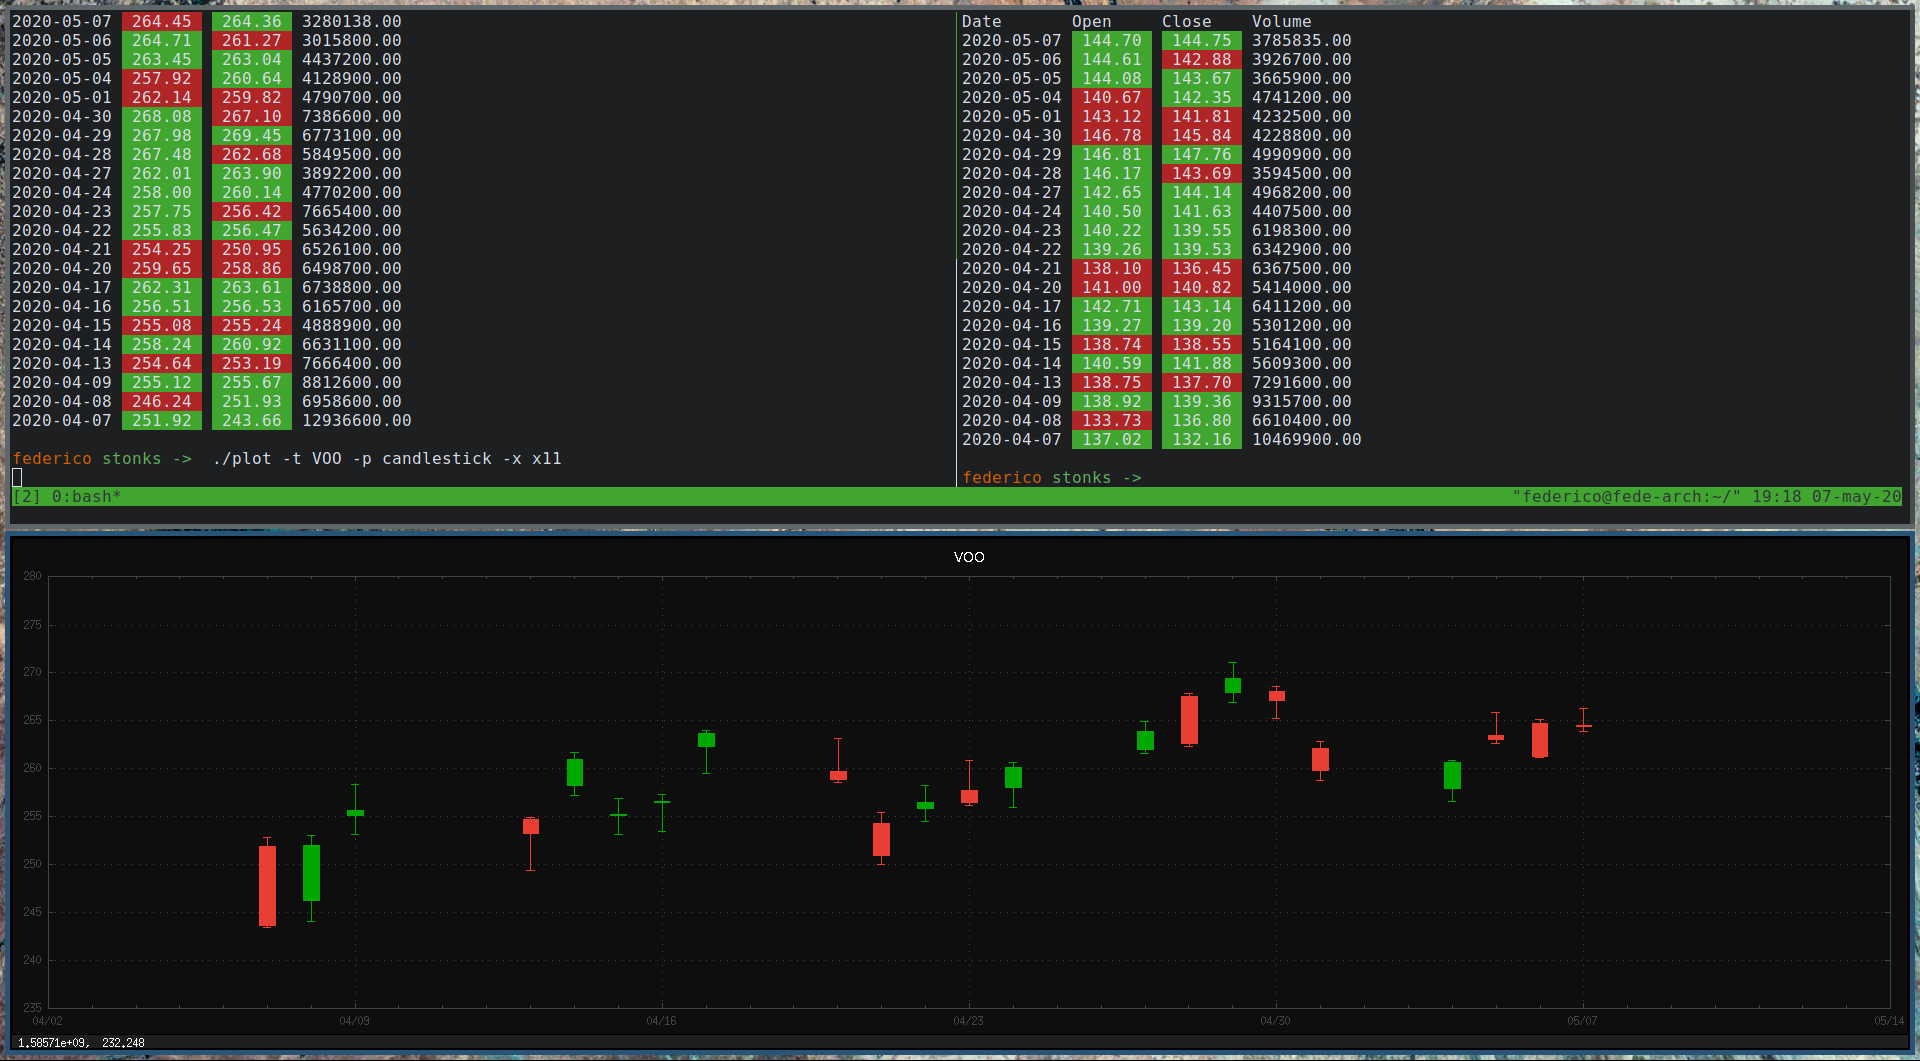 2020-05-07 264.45 264.36 3280138.00
2020-05-06 264.71 261.27 3015800.00
2020-05-05 263.45 263.04 4437200.00
2020-05-04 257.92 260.64 4128900.00
2020-05-01 262.14 259.82 4790700.00
2020-04-30 268.08 267.10 7386600.00
2020-04-29 267.98 269.45 6773100.00
2020-04-28 267.48 262.68 5849500.00
2020-04-27 262.01 263.90 3892200.00
2020-04-24 258.00 260.14 4770200.00
2020-04-23 257.75 256.42 7665400.00
2020-04-22 255.83 256.47 5634200.00
2020-04-21 254.25 250.95 6526100.00
2020-04-20 259.65 258.86 6498700.00
2020-04-17 262.31 263.61 6738800.00
2020-04-16 256.51 256.53 6165700.00
2020-04-15 255.08 255.24 4888900.00
2020-04-14 258.24 260.92 6631100.00
2020-04-13 254.64 253.19 7666400.00
2020-04-09 255.12 255.67 8812600.00
2020-04-08 246.24 251.93 6958600.00
2020-04-07 251.92 243.66 12936600.00
federico stonks -> ./plot -t VOO -p candlestick -x x11
Date Open Close Volume
2020-05-07 144.70 144.75 3785835.00
2020-05-06 144.61 142.88 3926700.00
2020-05-05 144.08 143.67 3665900.00
2020-05-04 140.67 142.35 4741200.00
2020-05-01 143.12 141.81 4232500.00
2020-04-30 146.78 145.84 4228800.00
2020-04-29 146.81 147.76 4990900.00
2020-04-28 146.17 143.69 3594500.00
2020-04-27 142.65 144.14 4968200.00
2020-04-24 140.50 141.63 4407500.00
2020-04-23 140.22 139.55 6198300.00
2020-04-22 139.26 139.53 6342900.00
2020-04-21 138.10 136.45 6367500.00
2020-04-20 141.00 140.82 5414000.00
2020-04-17 142.71 143.14 6411200.00
2020-04-16 139.27 139.20 5301200.00
2020-04-15 138.74 138.55 5164100.00
2020-04-14 140.59 141.88 5609300.00
2020-04-13 138.75 137.70 7291600.00
2020-04-09 138.92 139.36 9315700.00
2020-04-08 133.73 136.80 6610400.00
2020-04-07 137.02 132.16 10469900.00
federico stonks ->
[2] 0:bash* "federico@fede-arch:~/" 19:18 07-may-20
VOO
280
275
270
265
260
255
250
245
240
235
04/02 04/09 04/16 04/23 04/30 05/07 05/14
1.58571e+09, 232.248